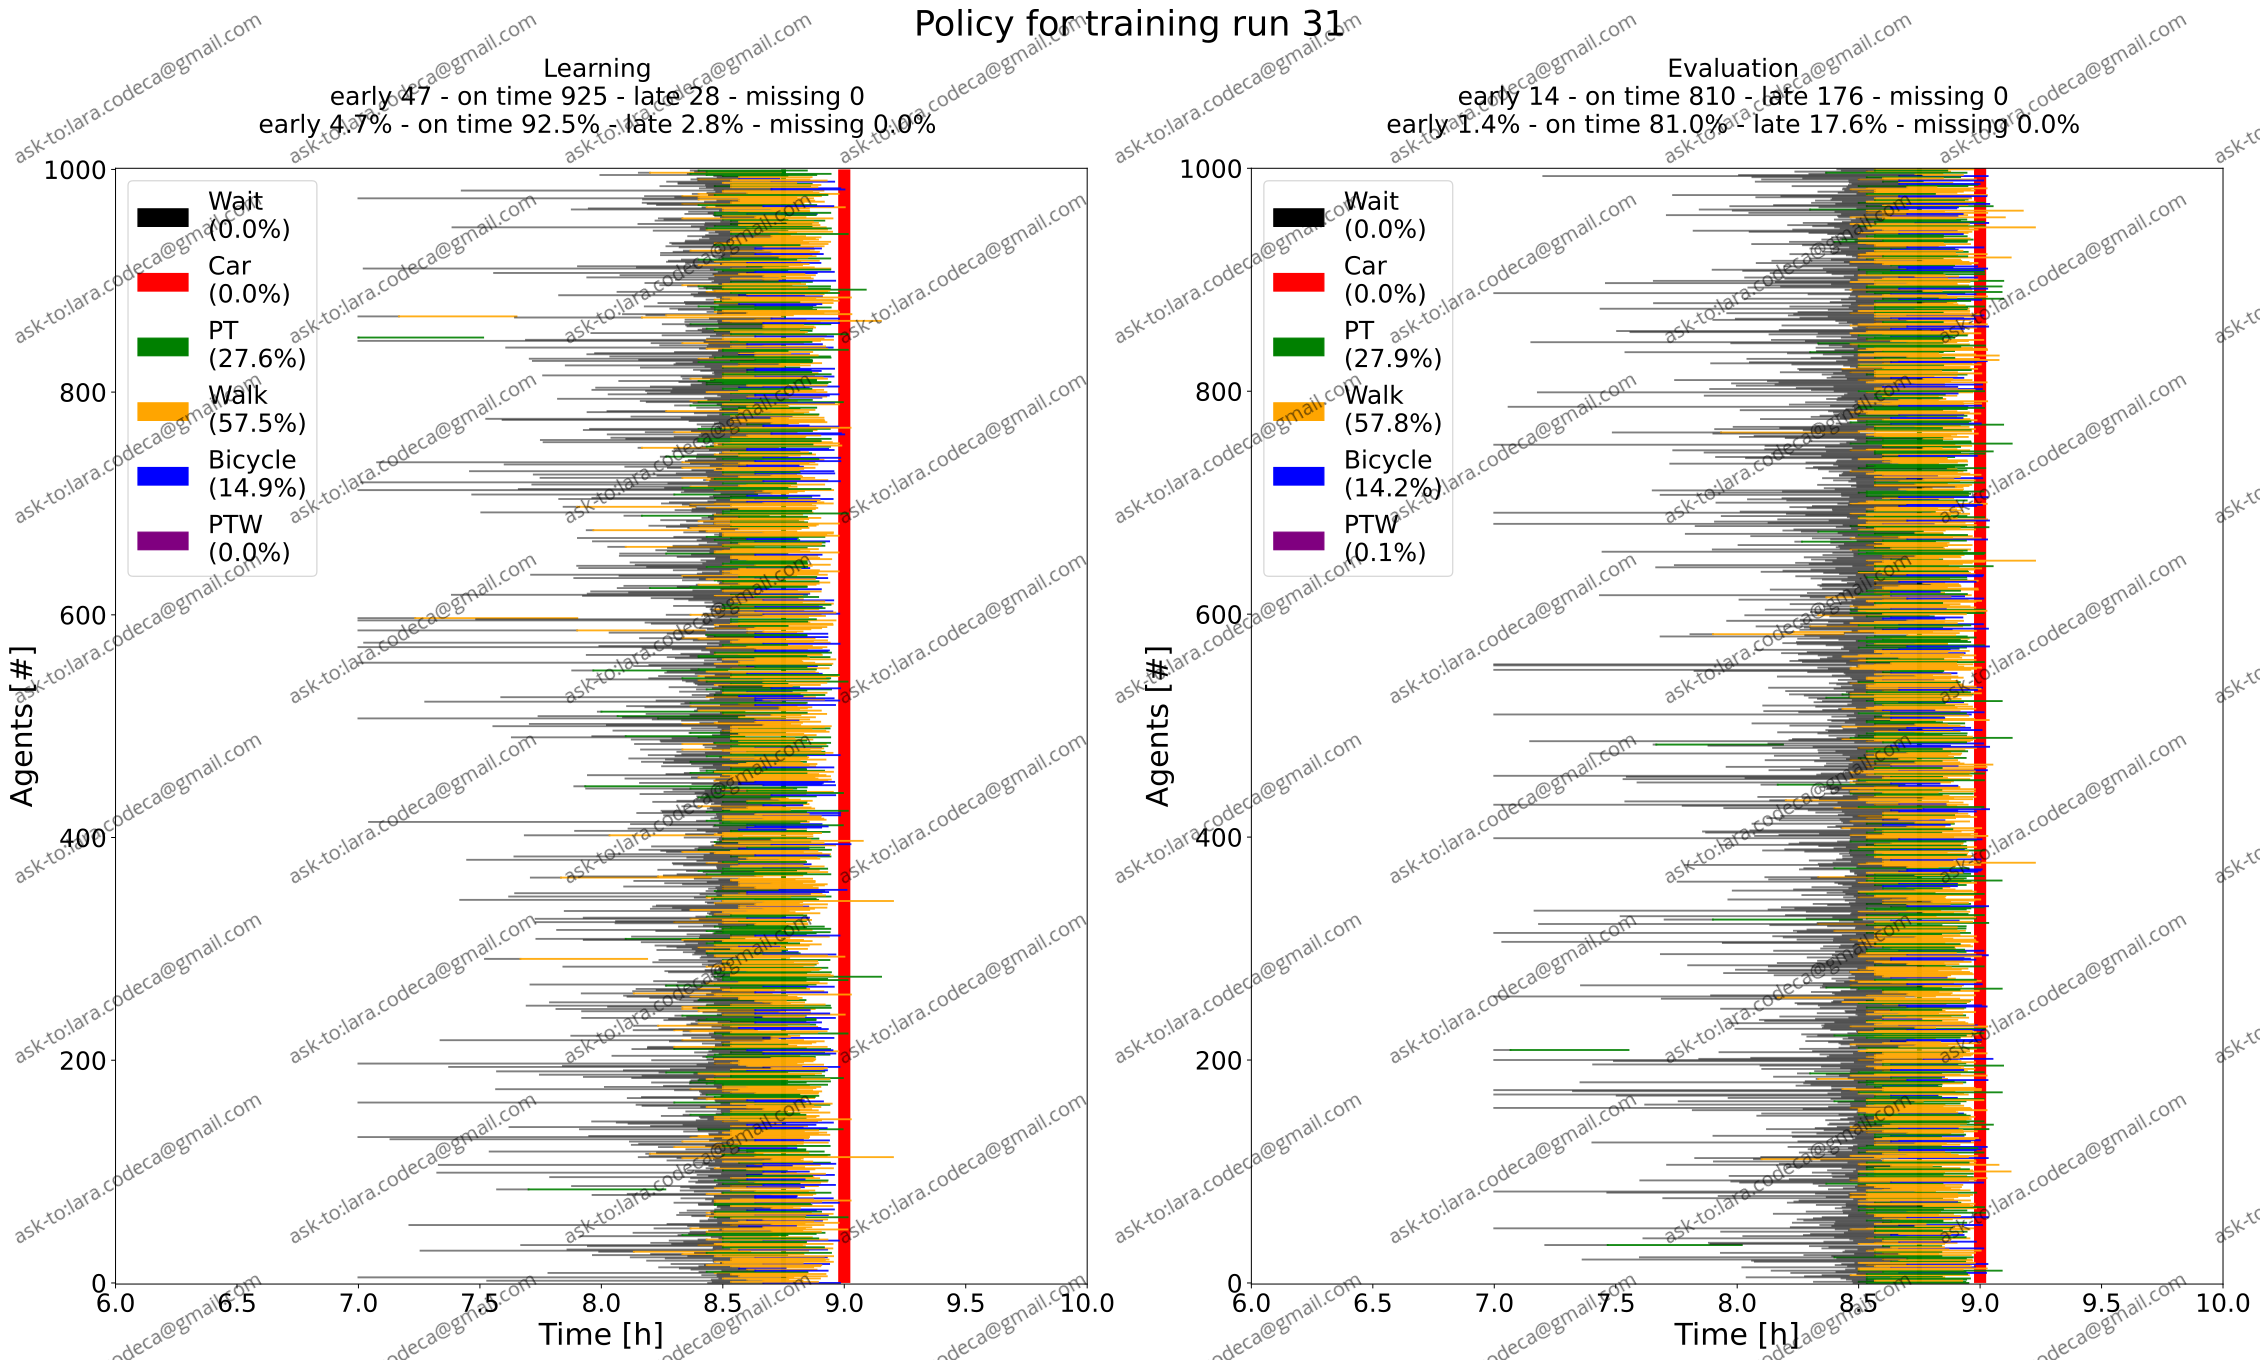 Policy for training run 31
Learning
early 47 - on time 925 - late 28 - missing 0
early 4.7% - on time 92.5% - late 2.8% - missing 0.0%
1000
800
600
400
200
0
Agents [#]
Wait
(0.0%)
Car
(0.0%)
PT
(27.6%)
Walk
(57.5%)
Bicycle
(14.9%)
PTW
(0.0%)
6.0 6.5 7.0 7.5 8.0 8.5 9.0 9.5 10.0
Time [h]
Evaluation
early 14 - on time 810 - late 176 - missing 0
early 1.4% - on time 81.0% - late 17.6% - missing 0.0%
1000
800
600
400
200
0
Agents [#]
Wait
(0.0%)
Car
(0.0%)
PT
(27.9%)
Walk
(57.8%)
Bicycle
(14.2%)
PTW
(0.1%)
6.0 6.5 7.0 7.5 8.0 8.5 9.0 9.5 10.0
Time [h]
ask-to:lara.codeca@gmail.com